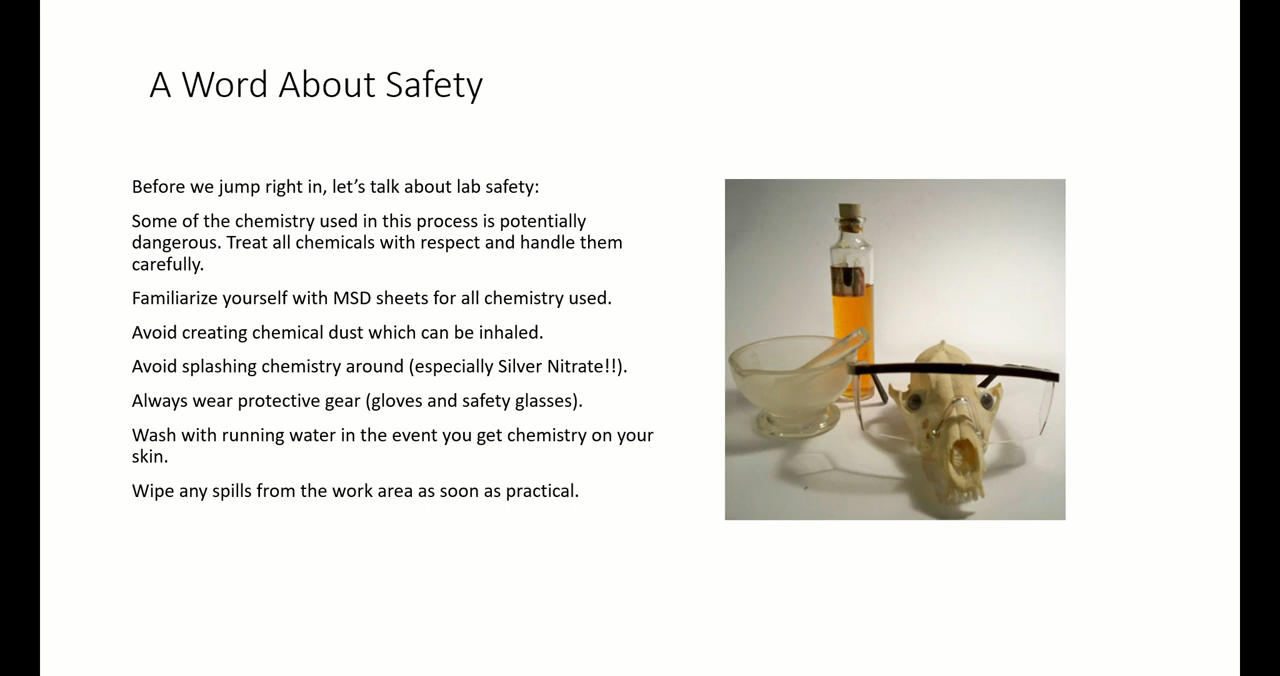 A Word About Safety
Before we jump right in, let’s talk about lab safety:
Some of the chemistry used in this process is potentially
dangerous. Treat all chemicals with respect and handle them
carefully.
Familiarize yourself with MSD sheets for all chemistry used.
Avoid creating chemical dust which can be inhaled.
Avoid splashing chemistry around (especially Silver Nitrate!!).
Always wear protective gear (gloves and safety glasses).
Wash with running water in the event you get chemistry on your
skin.
Wipe any spills from the work area as soon as practical.